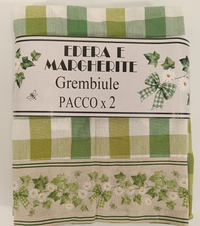 EDERA E
MARGHERITE
Grembiule
PACCO x 2